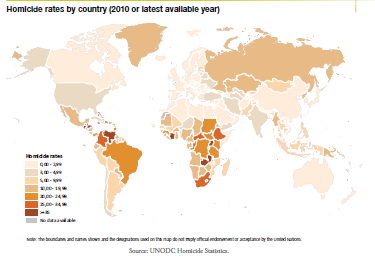 Homicide rates by country (2010 or latest available year)
Homicide rates
0,00 - 2,99
3,00 - 4,99
5,00 - 9,99
10,00 - 19,99
20,00 - 24,99
25,00 - 34,99
>=35
No data available
Note: The boundaries and names shown and the designations used on the map do not imply official endorsement or acceptance by the United Nations.
Source: UNODC Homicide Statistics.